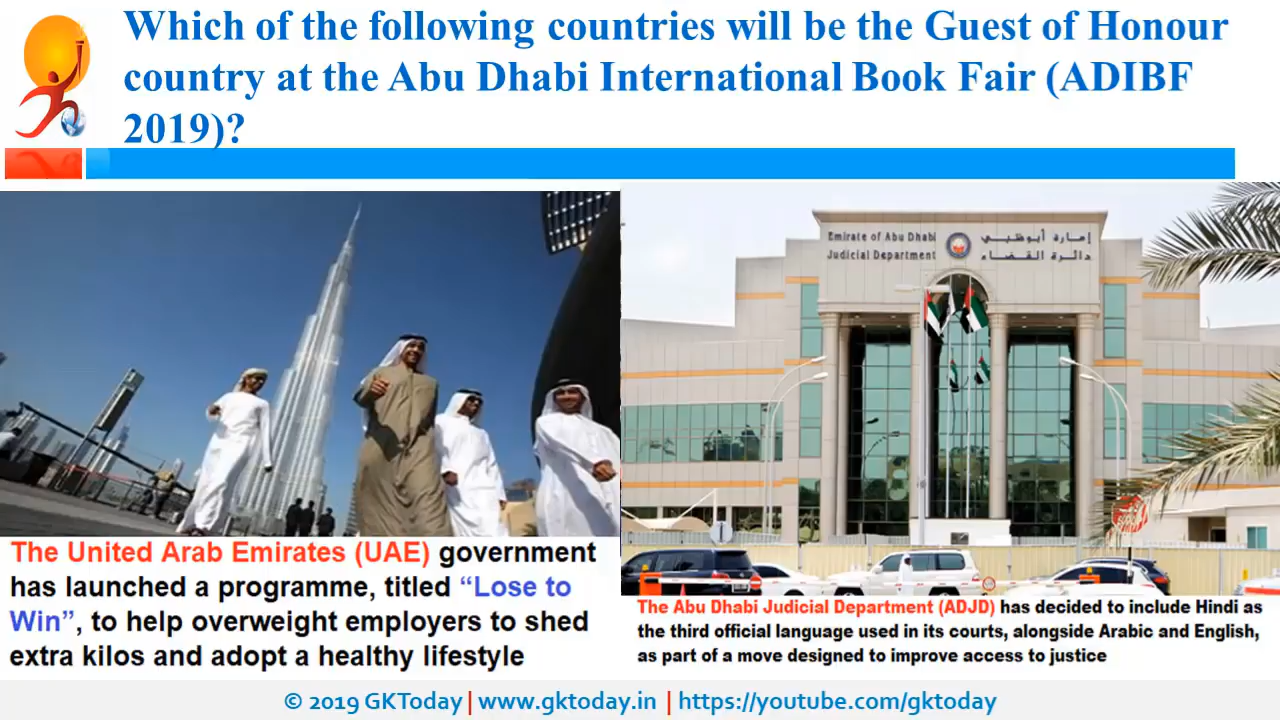 Which of the following countries will be the Guest of Honour
country at the Abu Dhabi International Book Fair (ADIBF
2019)?
Emirate of Abu Dhabi
Judicial Department
إمارة أبوظبي
دائرة القضاء
The United Arab Emirates (UAE) government
has launched a programme, titled “Lose to
Win”, to help overweight employers to shed
extra kilos and adopt a healthy lifestyle
The Abu Dhabi Judicial Department (ADJD) has decided to include Hindi as
the third official language used in its courts, alongside Arabic and English,
as part of a move designed to improve access to justice
© 2019 GKToday | www.gktoday.in | https://youtube.com/gktoday